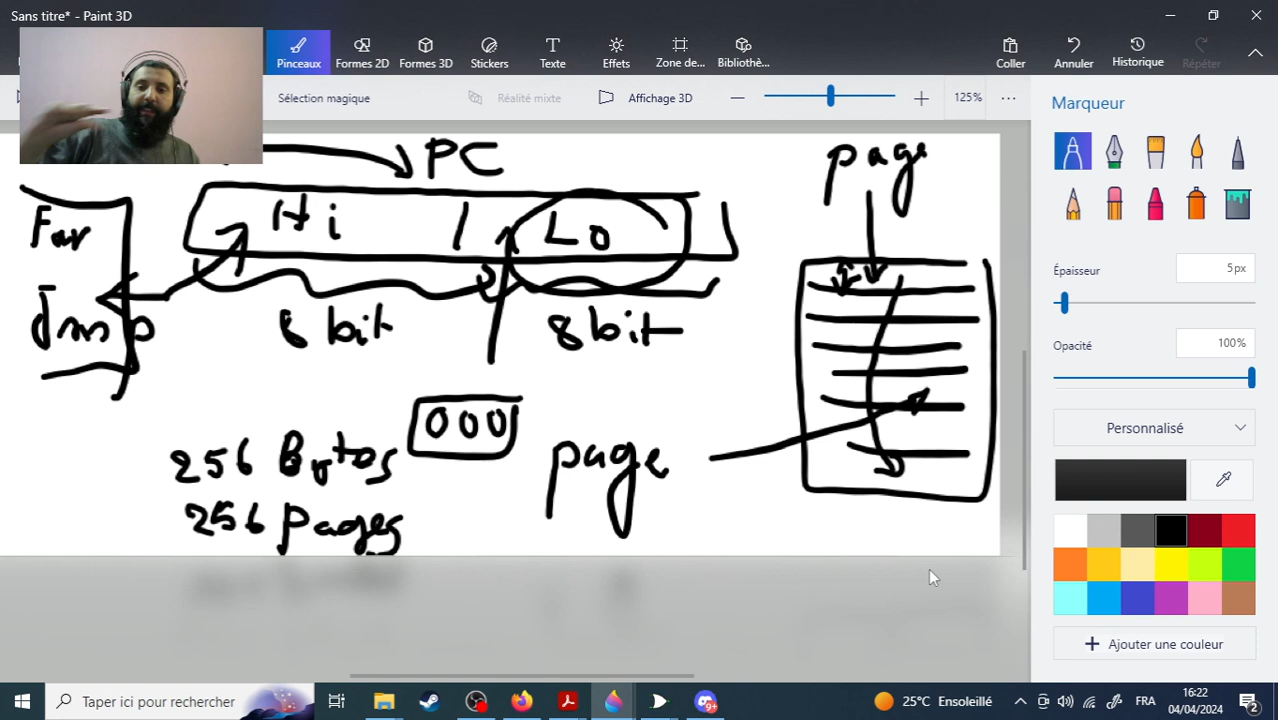 Sans titre* - Paint 3D
Pinceaux
Formes 2D
Formes 3D
Stickers
Texte
Effets
Zone de...
Bibliothè...
Coller
Annuler
Historique
Répéter
Sélection magique
Réalité mixte
Affichage 3D
125%
Marqueur
PC
page
Far
Hi
Lo
Jmp
8 bit
8bit
000
256 Bytes
page
256 pages
Épaisseur
5px
Opacité
100%
Personnalisé
Ajouter une couleur
Taper ici pour rechercher
25°C Ensoleillé
FRA
16:22
04/04/2024
2